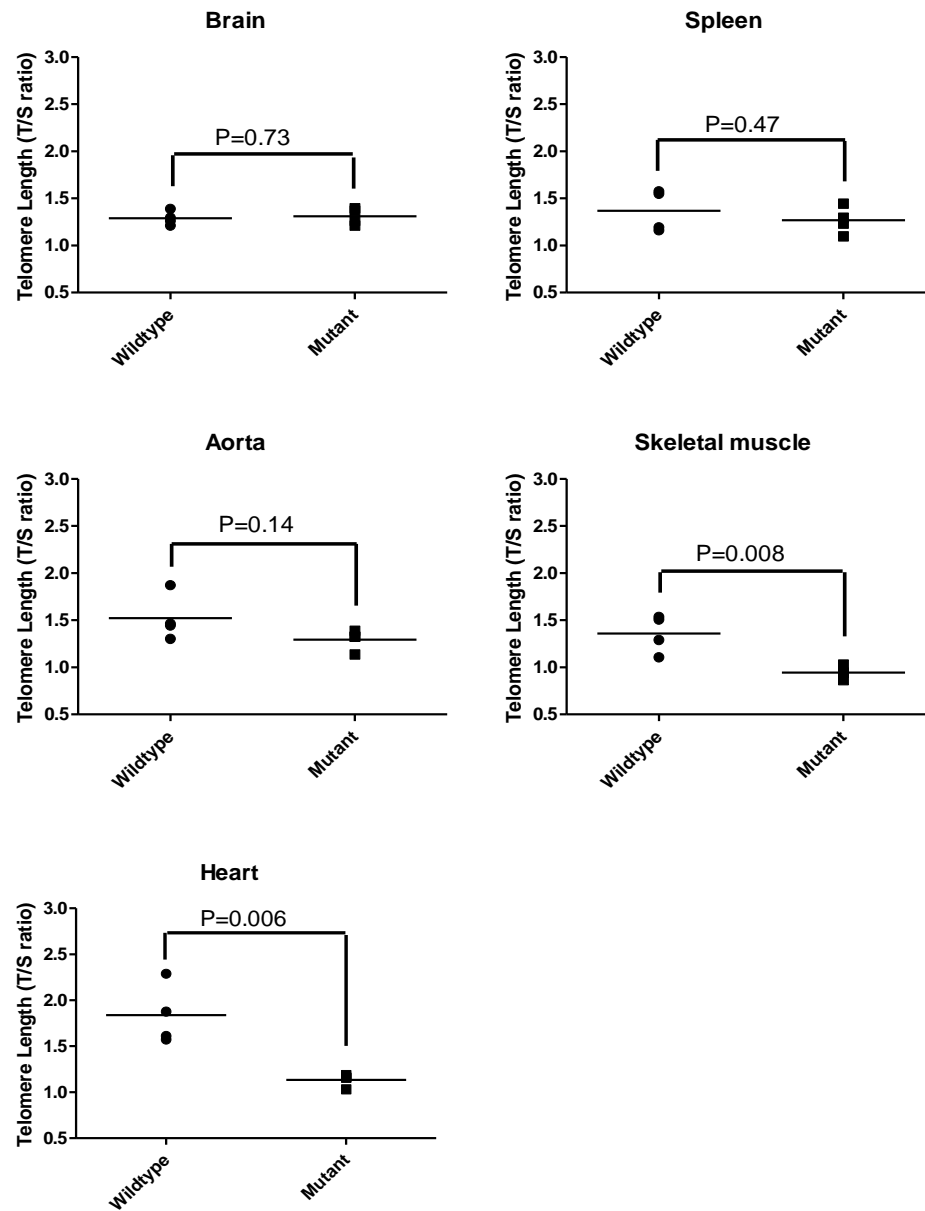 Brain
Telomere Length (T/S ratio)
3.0
2.5
2.0
1.5
1.0
0.5
P=0.73
Wildtype
Mutant
Spleen
Telomere Length (T/S ratio)
3.0
2.5
2.0
1.5
1.0
0.5
P=0.47
Wildtype
Mutant
Aorta
Telomere Length (T/S ratio)
3.0
2.5
2.0
1.5
1.0
0.5
P=0.14
Wildtype
Mutant
Skeletal muscle
Telomere Length (T/S ratio)
3.0
2.5
2.0
1.5
1.0
0.5
P=0.008
Wildtype
Mutant
Heart
Telomere Length (T/S ratio)
3.0
2.5
2.0
1.5
1.0
0.5
P=0.006
Wildtype
Mutant